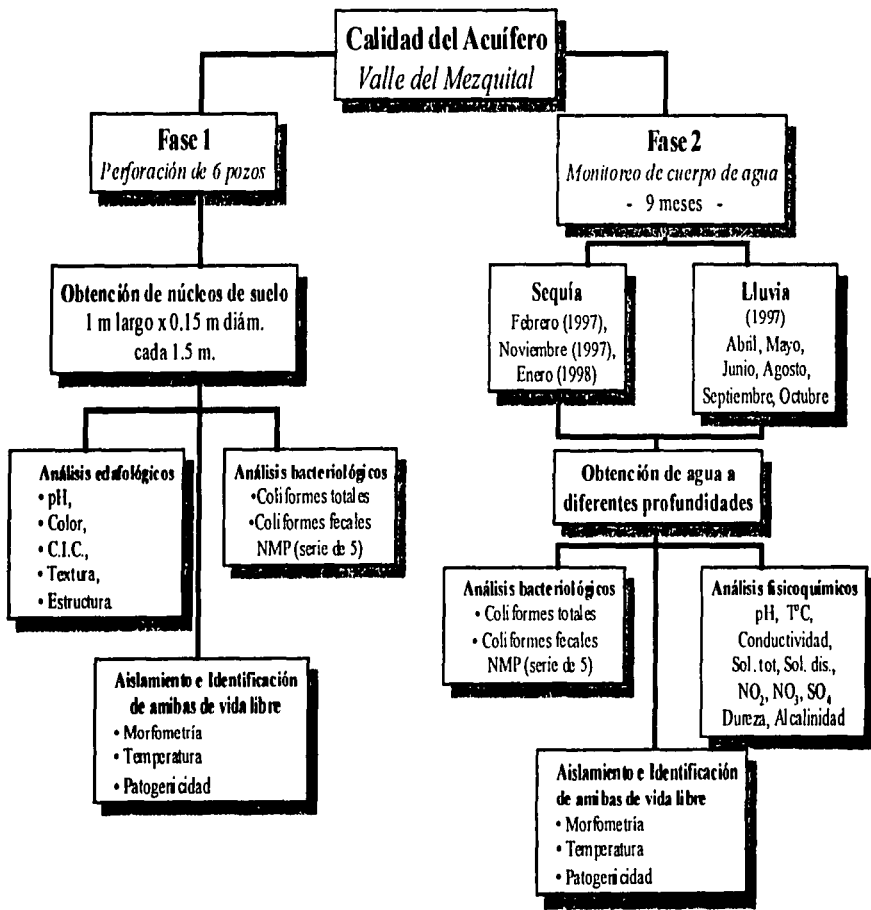 Calidad del Acuífero
Valle del Mezquital
Fase 1
Perforación de 6 pozos
Fase 2
Monitoreo de cuerpo de agua
- 9 meses -
Obtención de núcleos de suelo
1 m largo x 0.15 m diám.
cada 1.5 m.
Sequía
Febrero (1997),
Noviembre (1997),
Enero (1998)
Lluvia
(1997)
Abril, Mayo,
Junio, Agosto,
Septiembre, Octubre
Análisis edafológicos
• pH,
• Color,
• C.I.C.,
• Textura,
• Estructura
Análisis bacteriológicos
• Coliformes totales
• Coliformes fecales
NMP (serie de 5)
Aislamiento e Identificación
de amibas de vida libre
• Morfometría
• Temperatura
• Patogenicidad
Obtención de agua a
diferentes profundidades
Análisis bacteriológicos
• Coliformes totales
• Coliformes fecales
NMP (serie de 5)
Análisis fisicoquímicos
pH, T°C,
Conductividad,
Sol. tot, Sol. dis.,
NO₂, NO₃, SO₄
Dureza, Alcalinidad
Aislamiento e Identificación
de amibas de vida libre
• Morfometría
• Temperatura
• Patogenicidad